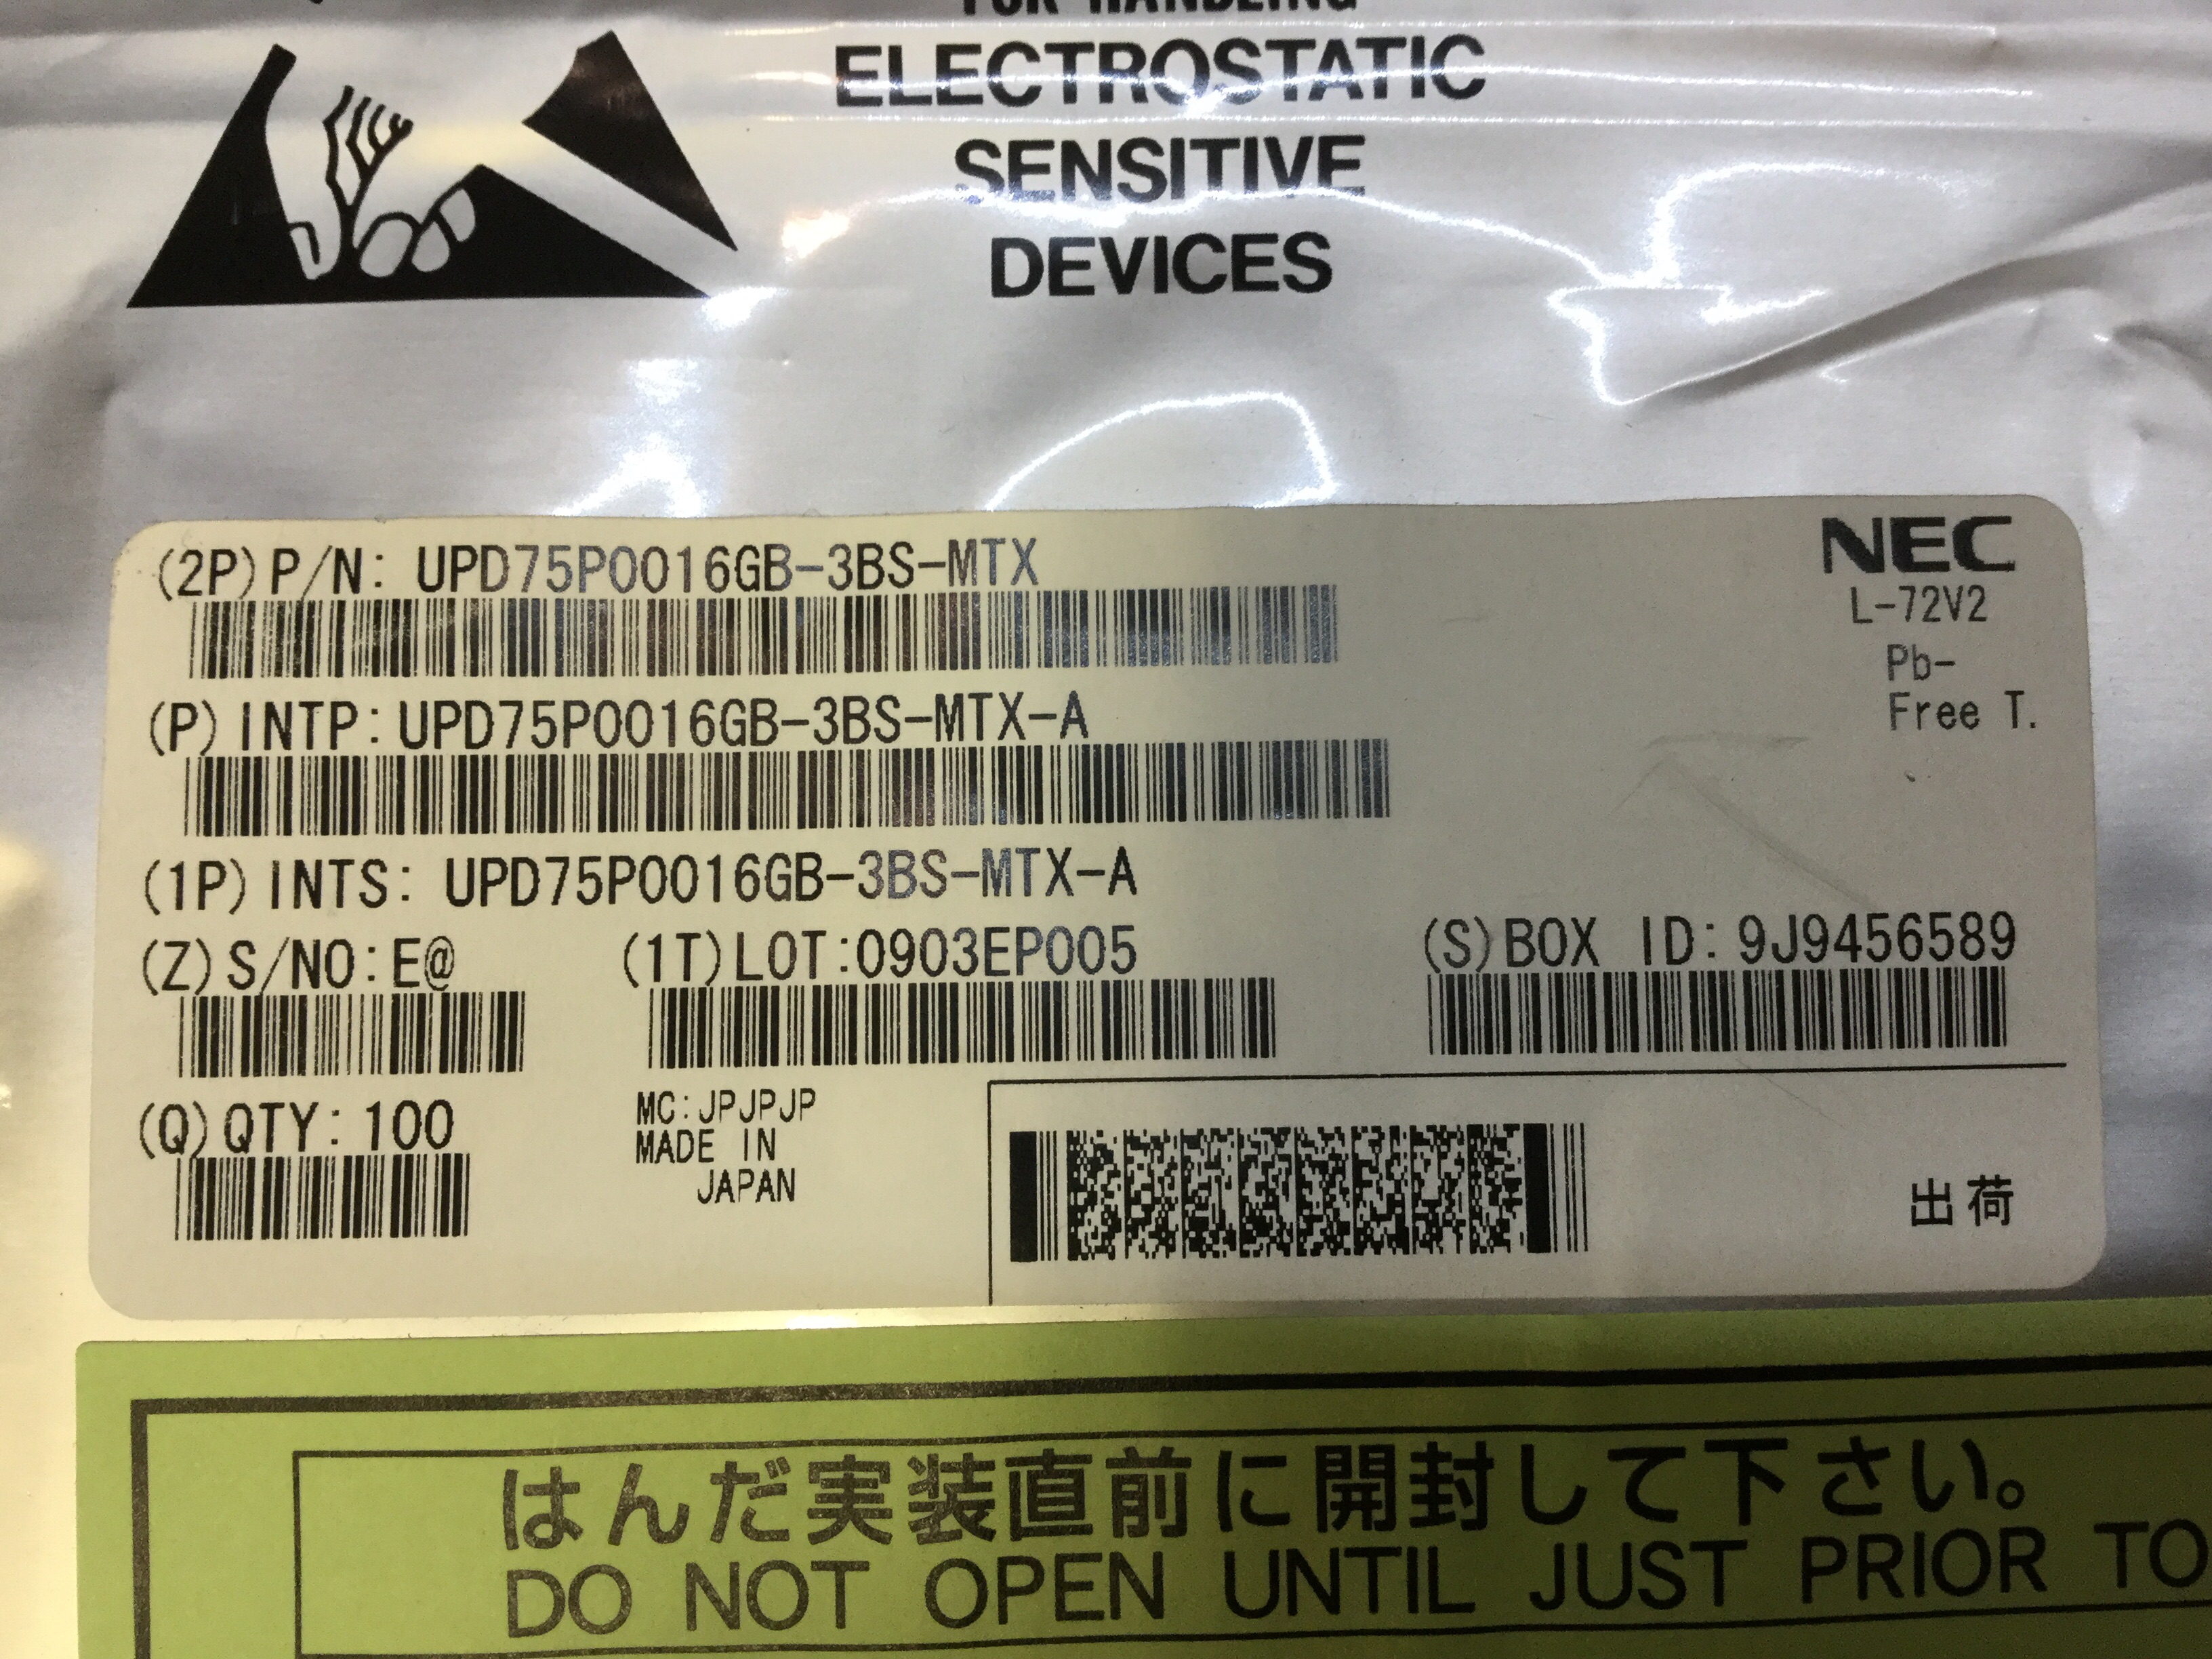 FOR HANDLING
ELECTROSTATIC
SENSITIVE
DEVICES
NEC
L-72V2
Pb-
Free T.
(2P)P/N: UPD75P0016GB-3BS-MTX
(P)INTP:UPD75P0016GB-3BS-MTX-A
(1P)INTS: UPD75P0016GB-3BS-MTX-A
(Z)S/NO:E@ (1T)LOT:0903EP005 (S)BOX ID:9J9456589
(Q)QTY:100
MC:JPJPJP
MADE IN
JAPAN
出荷
はんだ実装直前に開封して下さい。
DO NOT OPEN UNTIL JUST PRIOR TO